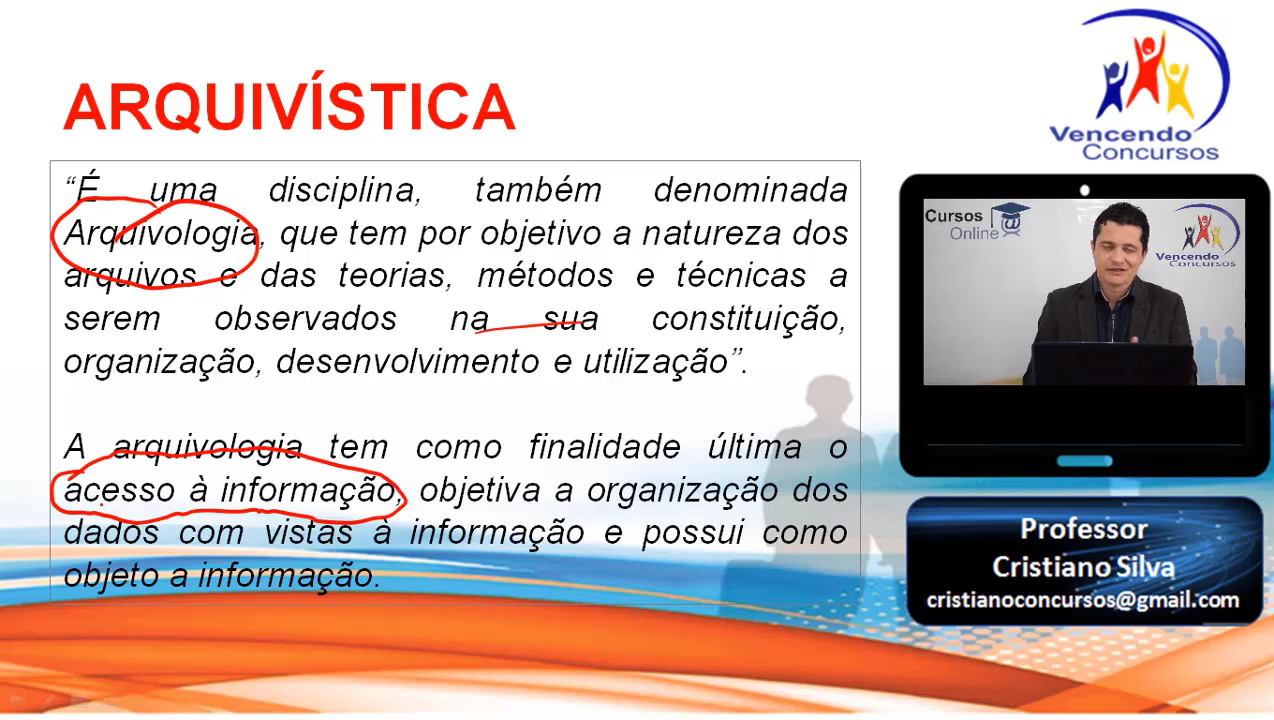 ARQUIVÍSTICA
“É uma disciplina, também denominada
Arquivologia, que tem por objetivo a natureza dos
arquivos e das teorias, métodos e técnicas a
serem observados na sua constituição,
organização, desenvolvimento e utilização”.
A arquivologia tem como finalidade última o
acesso à informação, objetiva a organização dos
dados com vistas à informação e possui como
objeto a informação.
Vencendo
Concursos
Cursos
Online
Vencendo
Concursos
Professor
Cristiano Silva
cristianoconcursos@gmail.com